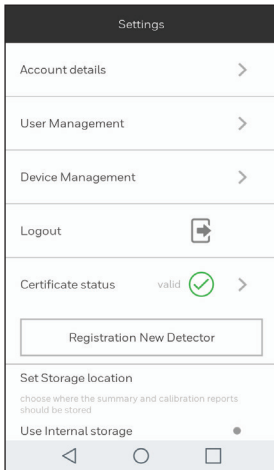 Settings
Account details
User Management
Device Management
Logout
Certificate status valid
Registration New Detector
Set Storage location
choose where the summary and calibration reports
should be stored
Use Internal storage